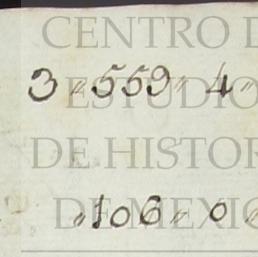 CENTRO D
3 " 559 " 4 "
ESTUDIO
DE HISTOR
" 106 " 0 "
DE MEXIC